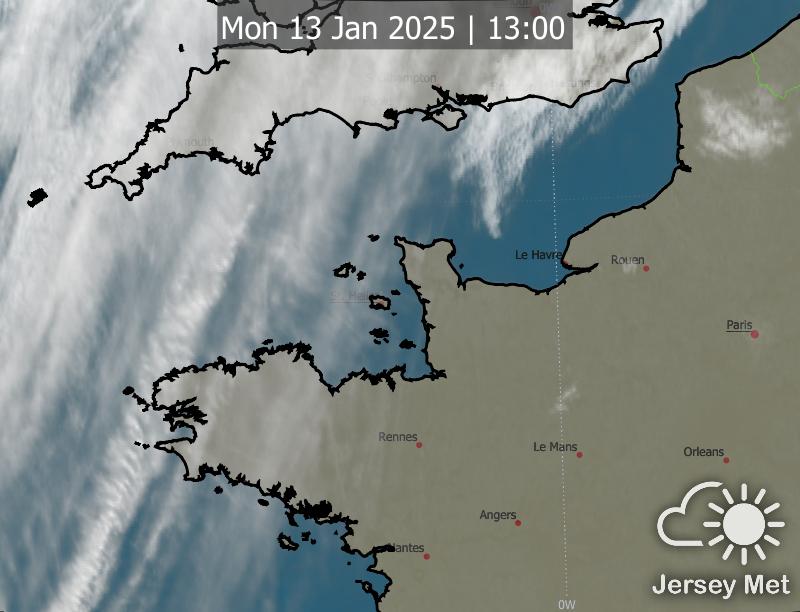 Mon 13 Jan 2025 | 13:00
Le Havre
Rouen
Paris
Rennes
Le Mans
Orleans
Angers
Nantes
0W
Jersey Met